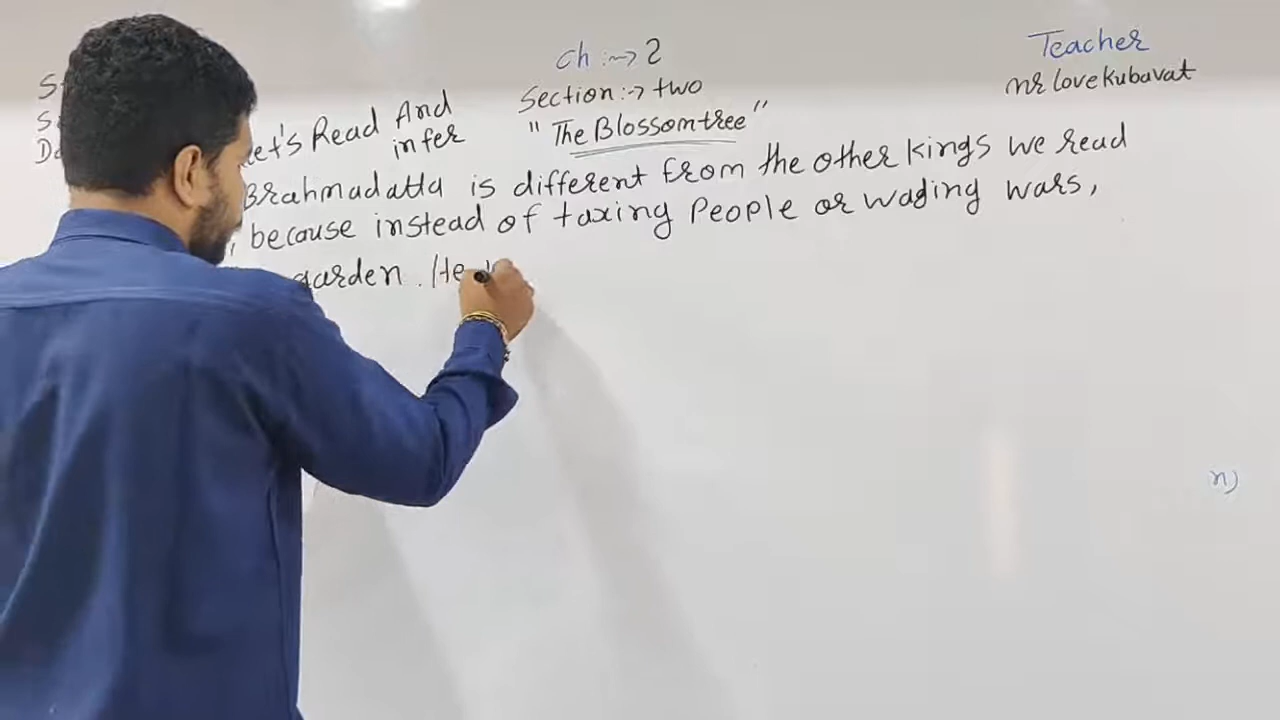 Ch :~> 2
Section :-> two
"The Blossom tree"
Teacher
mr love kubavat
Let's Read And
infer
Brahmadatta is different from the other kings we read
because instead of taxing People or waging wars,
garden. He
n)